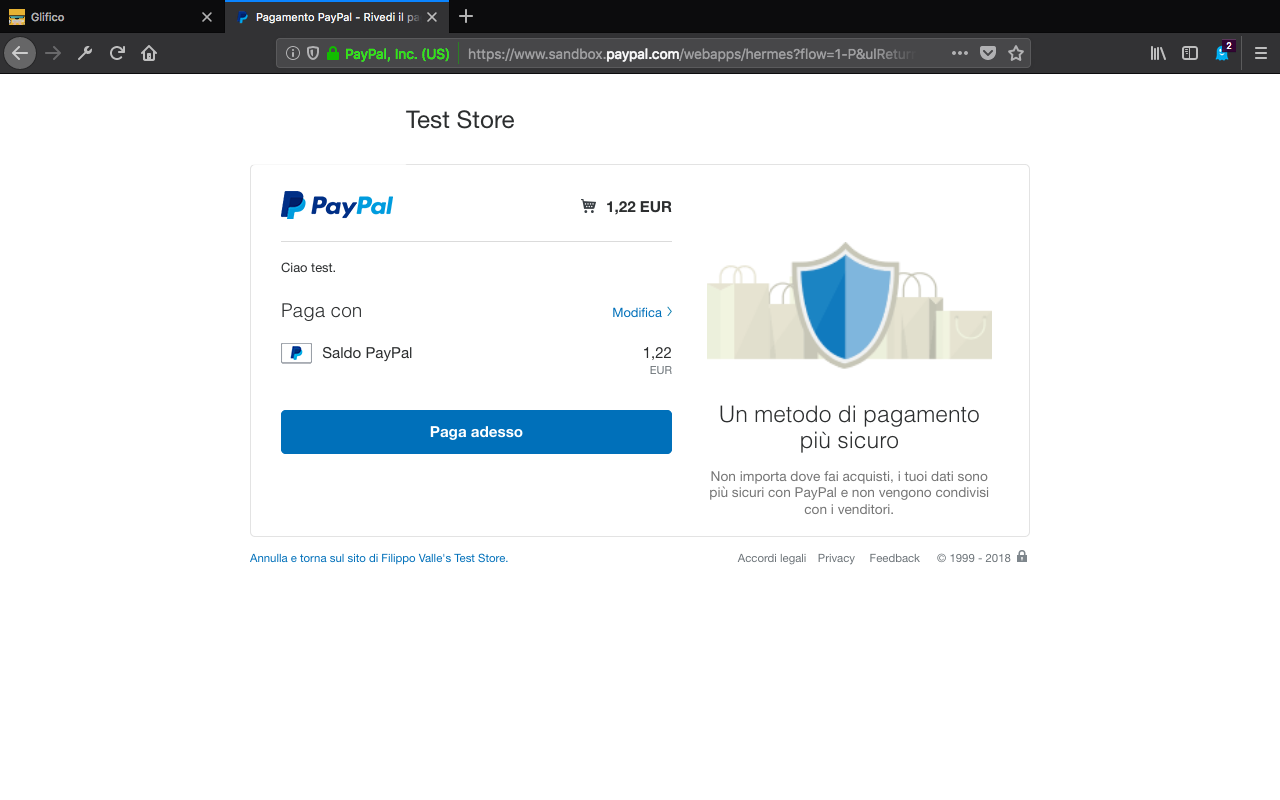 Glifico
Pagamento PayPal - Rivedi il pa
PayPal, Inc. (US)
https://www.sandbox.paypal.com/webapps/hermes?flow=1-P&ulReturn
2
Test Store
PayPal
1,22 EUR
Ciao test.
Paga con
Modifica
Saldo PayPal
1,22
EUR
Paga adesso
Un metodo di pagamento
più sicuro
Non importa dove fai acquisti, i tuoi dati sono
più sicuri con PayPal e non vengono condivisi
con i venditori.
Annulla e torna sul sito di Filippo Valle's Test Store.
Accordi legali Privacy Feedback © 1999 - 2018